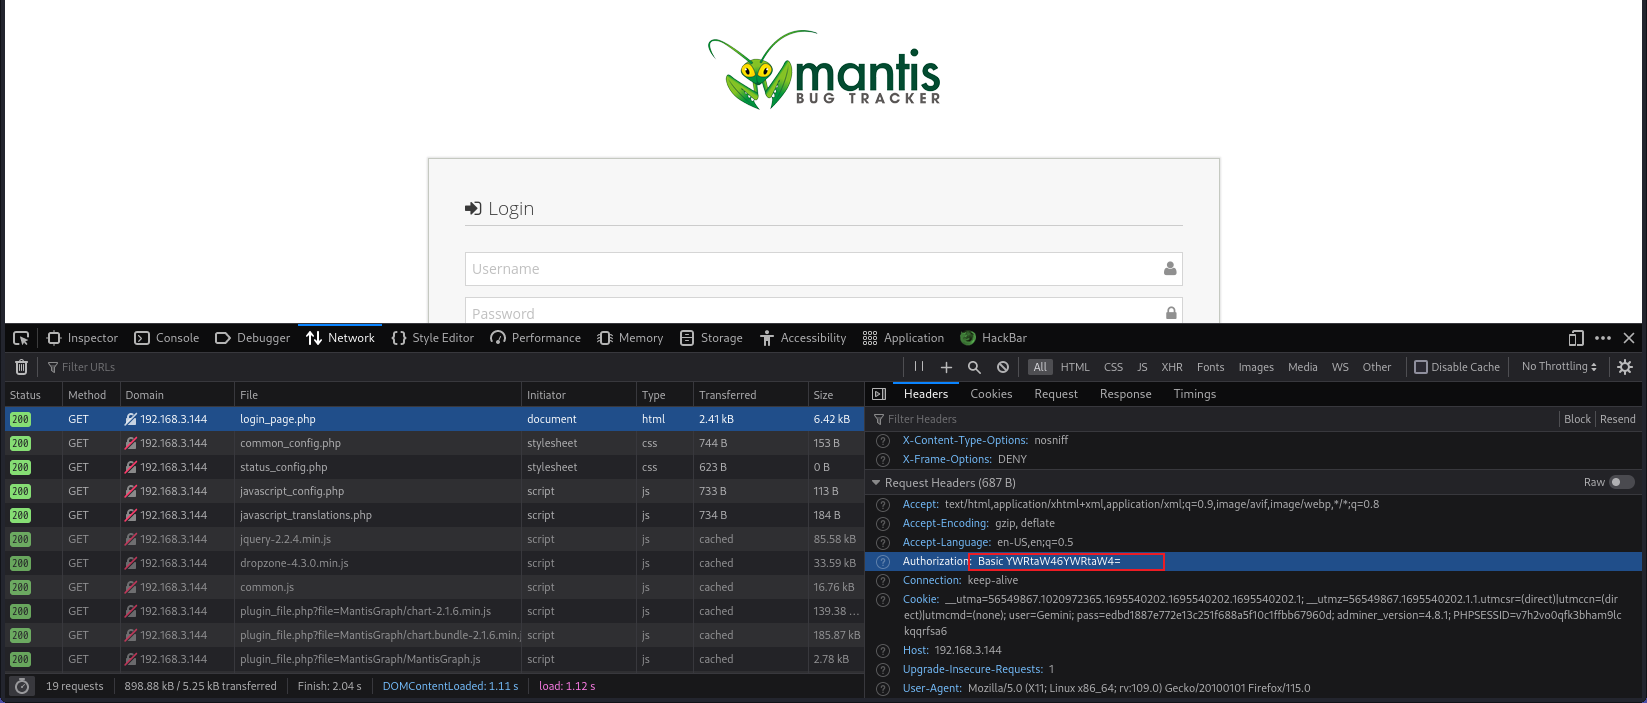 mantis
BUG TRACKER
Login
Username
Password
Inspector Console Debugger Network Style Editor Performance Memory Storage Accessibility Application HackBar
Filter URLs All HTML CSS JS XHR Fonts Images Media WS Other Disable Cache No Throttling
Status Method Domain File Initiator Type Transferred Size
200 GET 192.168.3.144 login_page.php document html 2.41 kB 6.42 kB
200 GET 192.168.3.144 common_config.php stylesheet css 744 B 153 B
200 GET 192.168.3.144 status_config.php stylesheet css 623 B 0 B
200 GET 192.168.3.144 javascript_config.php script js 733 B 113 B
200 GET 192.168.3.144 javascript_translations.php script js 734 B 184 B
200 GET 192.168.3.144 jquery-2.2.4.min.js script js cached 85.58 kB
200 GET 192.168.3.144 dropzone-4.3.0.min.js script js cached 33.59 kB
200 GET 192.168.3.144 common.js script js cached 16.76 kB
200 GET 192.168.3.144 plugin_file.php?file=MantisGraph/chart-2.1.6.min.js script js cached 139.38 ...
200 GET 192.168.3.144 plugin_file.php?file=MantisGraph/chart.bundle-2.1.6.min.j script js cached 185.87 kB
200 GET 192.168.3.144 plugin_file.php?file=MantisGraph/MantisGraph.js script js cached 2.78 kB
19 requests 898.88 kB / 5.25 kB transferred Finish: 2.04 s DOMContentLoaded: 1.11 s load: 1.12 s
Headers Cookies Request Response Timings
Filter Headers Block Resend
X-Content-Type-Options: nosniff
X-Frame-Options: DENY
Request Headers (687 B) Raw
Accept: text/html,application/xhtml+xml,application/xml;q=0.9,image/avif,image/webp,*/*;q=0.8
Accept-Encoding: gzip, deflate
Accept-Language: en-US,en;q=0.5
Authorization: Basic YWRtaW46YWRtaW4=
Connection: keep-alive
Cookie: __utma=56549867.1020972365.1695540202.1695540202.1695540202.1; __utmz=56549867.1695540202.1.1.utmcsr=(direct)|utmccn=(dir
ect)|utmcmd=(none); user=Gemini; pass=edbd1887e772e13c251f688a5f10c1ffbb67960d; adminer_version=4.8.1; PHPSESSID=v7h2vo0qfk3bham9lc
kqqrfsa6
Host: 192.168.3.144
Upgrade-Insecure-Requests: 1
User-Agent: Mozilla/5.0 (X11; Linux x86_64; rv:109.0) Gecko/20100101 Firefox/115.0